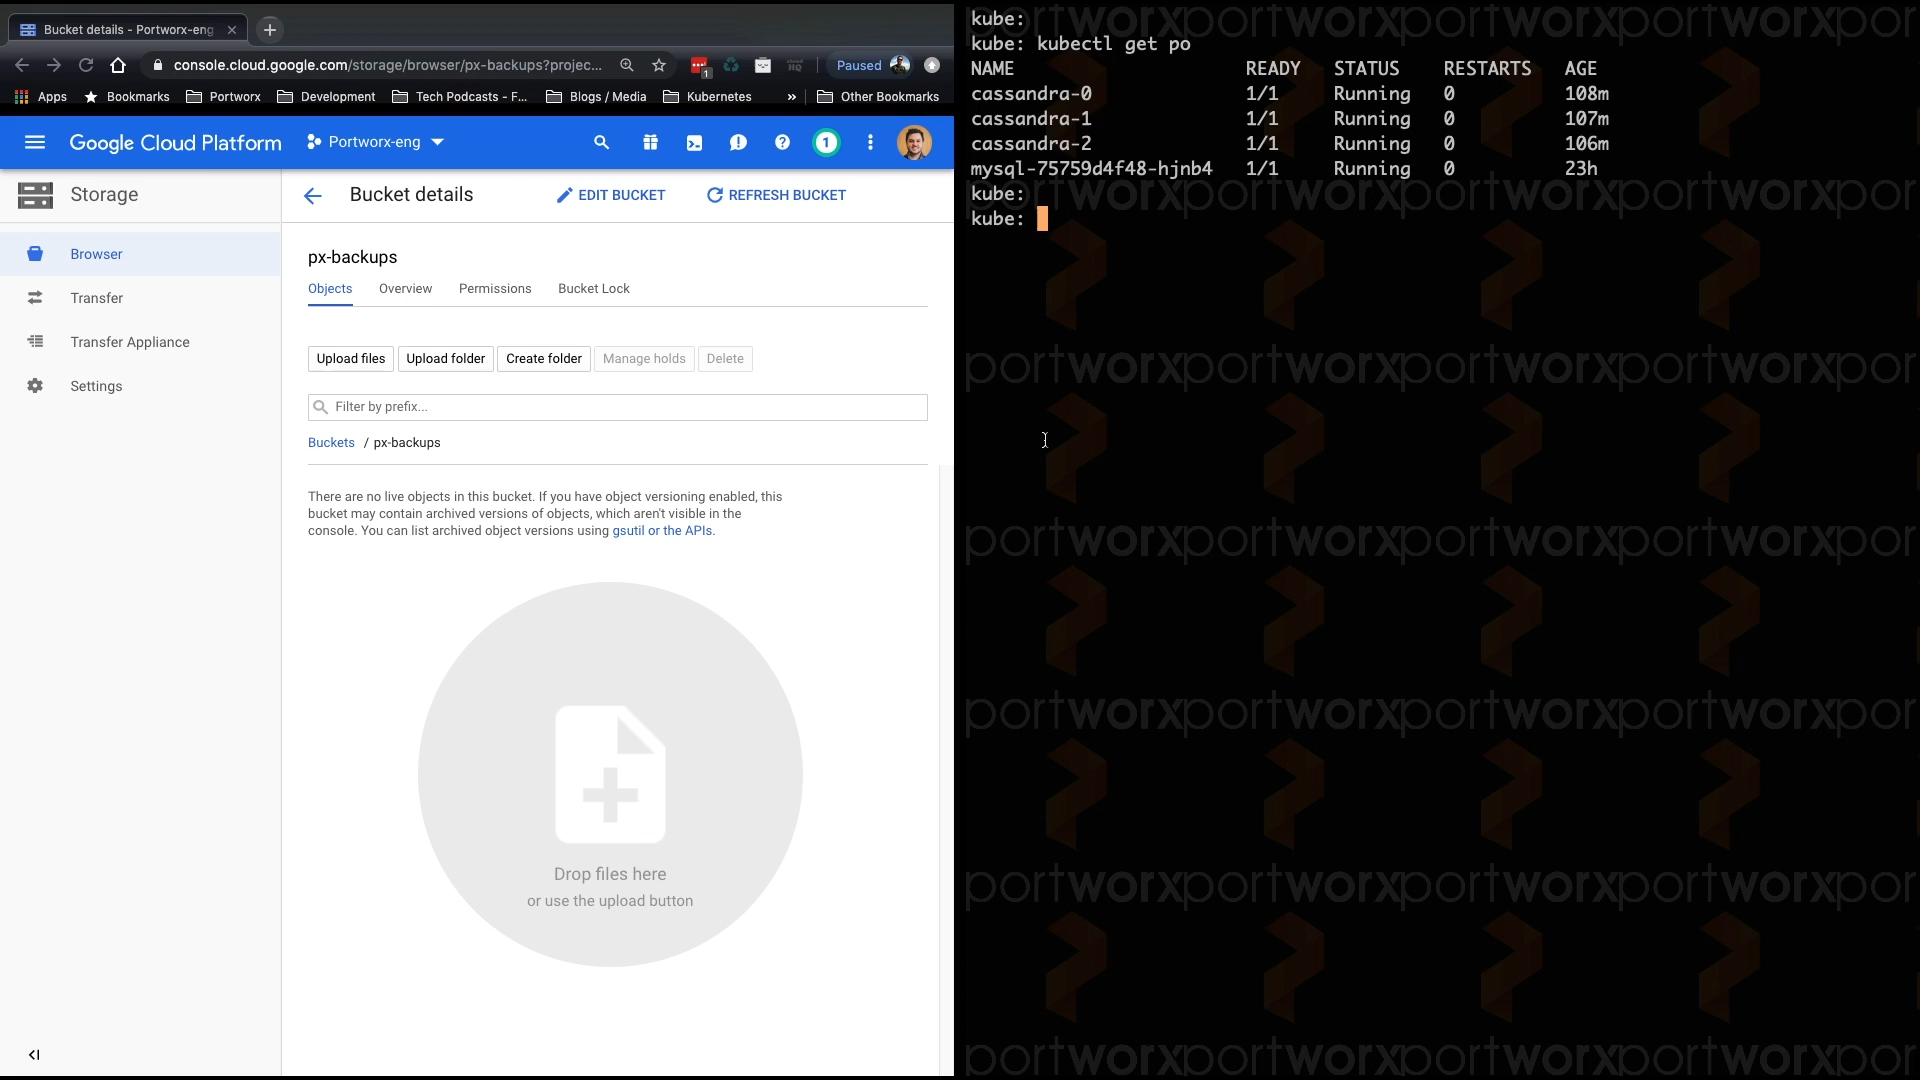 Bucket details - Portworx-eng
console.cloud.google.com/storage/browser/px-backups?projec...
1
Paused
Apps
Bookmarks
Portworx
Development
Tech Podcasts - F...
Blogs / Media
Kubernetes
»
Other Bookmarks
Google Cloud Platform
Portworx-eng
1
Storage
Bucket details
EDIT BUCKET
REFRESH BUCKET
Browser
Transfer
Transfer Appliance
Settings
px-backups
Objects
Overview
Permissions
Bucket Lock
Upload files
Upload folder
Create folder
Manage holds
Delete
Filter by prefix...
Buckets / px-backups
There are no live objects in this bucket. If you have object versioning enabled, this
bucket may contain archived versions of objects, which aren't visible in the
console. You can list archived object versions using gsutil or the APIs.
Drop files here
or use the upload button
kube:
kube: kubectl get po
NAME READY STATUS RESTARTS AGE
cassandra-0 1/1 Running 0 108m
cassandra-1 1/1 Running 0 107m
cassandra-2 1/1 Running 0 106m
mysql-75759d4f48-hjnb4 1/1 Running 0 23h
kube:
kube:
portworxportworxportworxportworxpor
portworxportworxportworxportworxpor
portworxportworxportworxportworxpor
portworxportworxportworxportworxpor
portworxportworxportworxportworxpor
portworxportworxportworxportworxpor